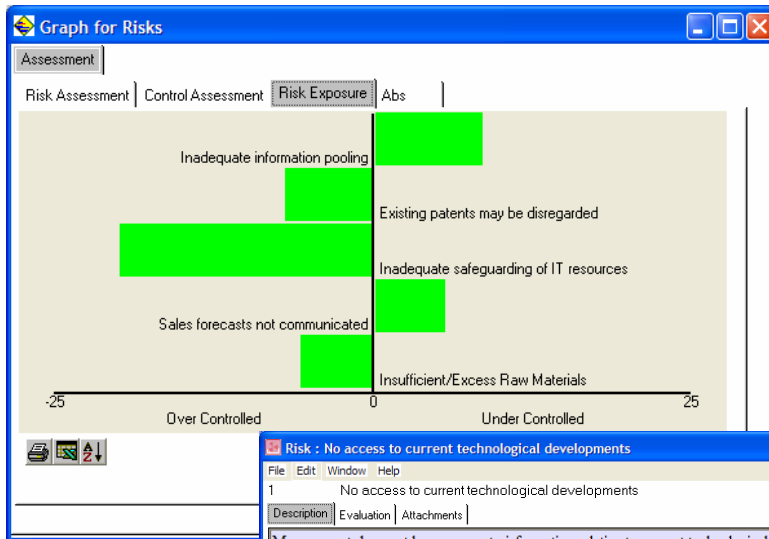 Graph for Risks
Assessment
Risk Assessment Control Assessment Risk Exposure Abs
Inadequate information pooling
Existing patents may be disregarded
Inadequate safeguarding of IT resources
Sales forecasts not communicated
Insufficient/Excess Raw Materials
-25 0 25
Over Controlled Under Controlled
A
Z
Risk : No access to current technological developments
File Edit Window Help
1 No access to current technological developments
Description Evaluation Attachments